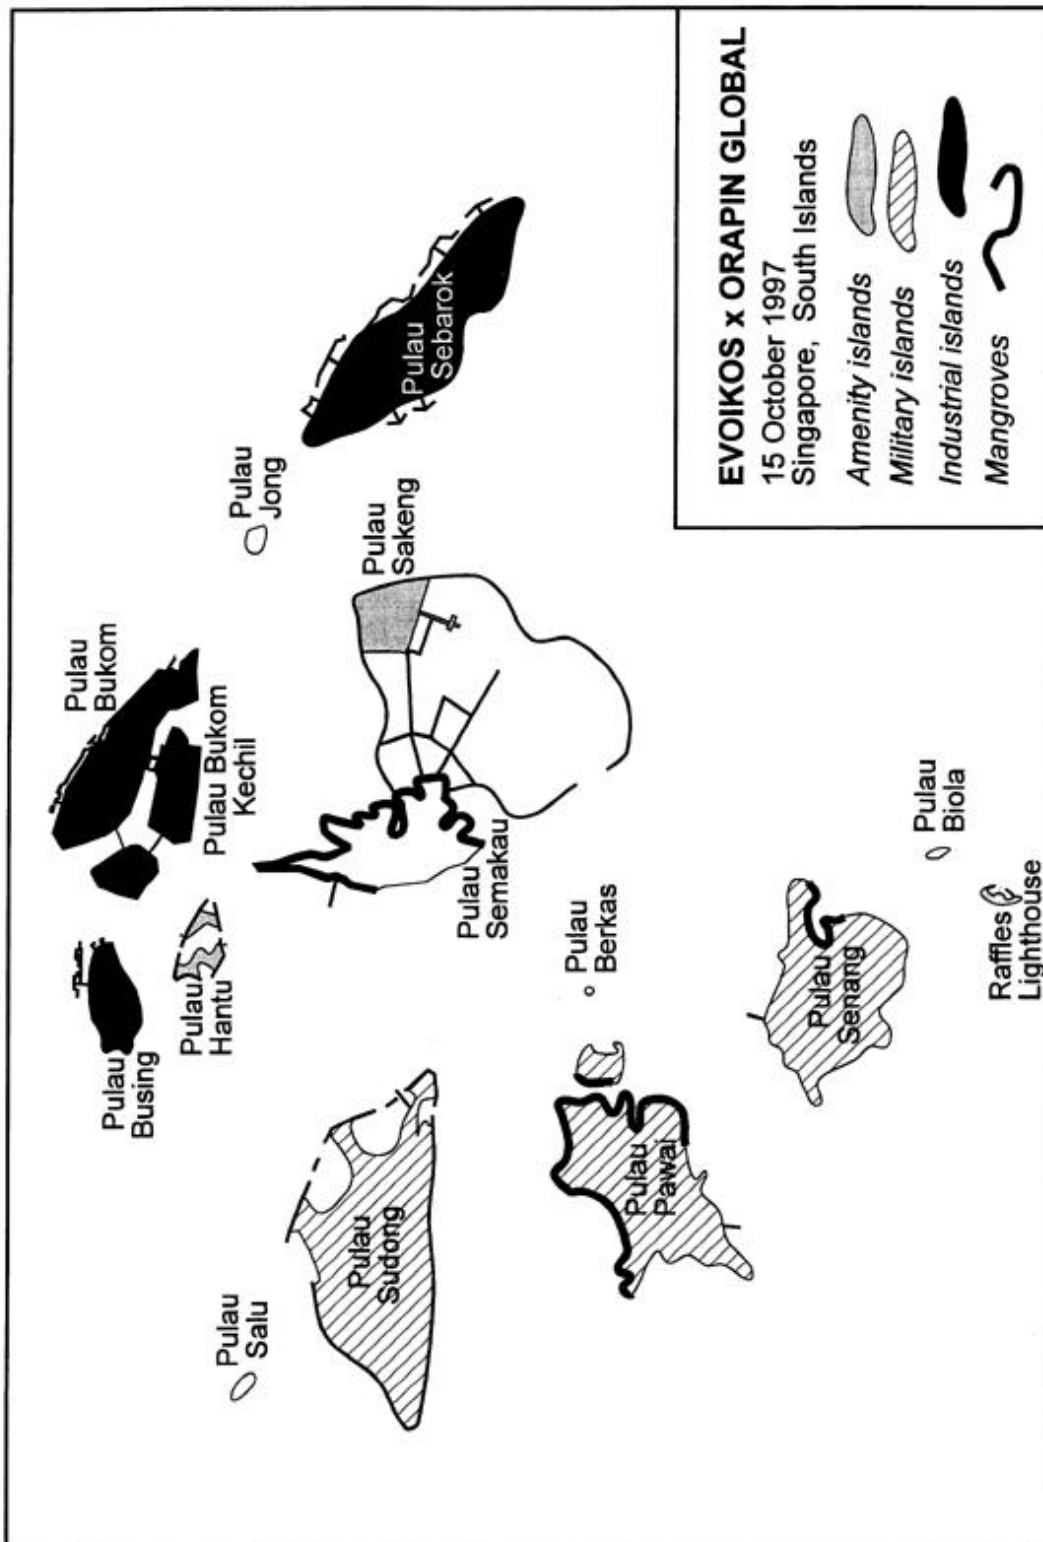 Pulau
Salu
Pulau
Sudong
Pulau
Busing
Pulau
Hantu
Pulau
Bukom
Pulau Bukom
Kechil
Pulau
Jong
Pulau
Sebarok
Pulau
Sakeng
Pulau
Semakau
Pulau
Berkas
Pulau
Pawai
Pulau
Senang
Pulau
Biola
Raffles
Lighthouse
EVOIKOS x ORAPIN GLOBAL
15 October 1997
Singapore, South Islands
Amenity islands
Military islands
Industrial islands
Mangroves